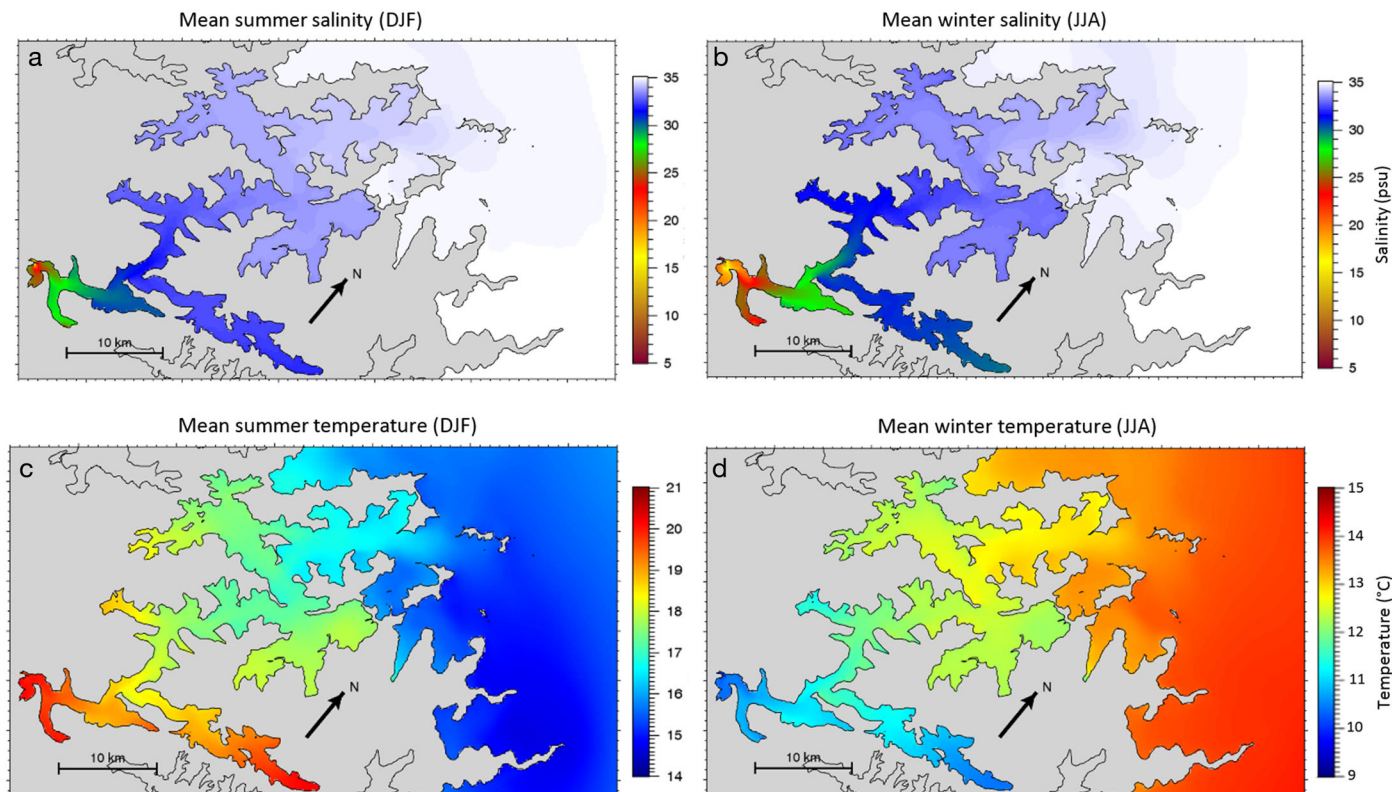 Mean summer salinity (DJF)
a
N
10 km
35
30
25
20
15
10
5
Mean winter salinity (JJA)
b
N
10 km
35
30
25
20
15
10
5
Salinity (psu)
Mean summer temperature (DJF)
c
N
10 km
21
20
19
18
17
16
15
14
Mean winter temperature (JJA)
d
N
10 km
15
14
13
12
11
10
9
Temperature (°C)